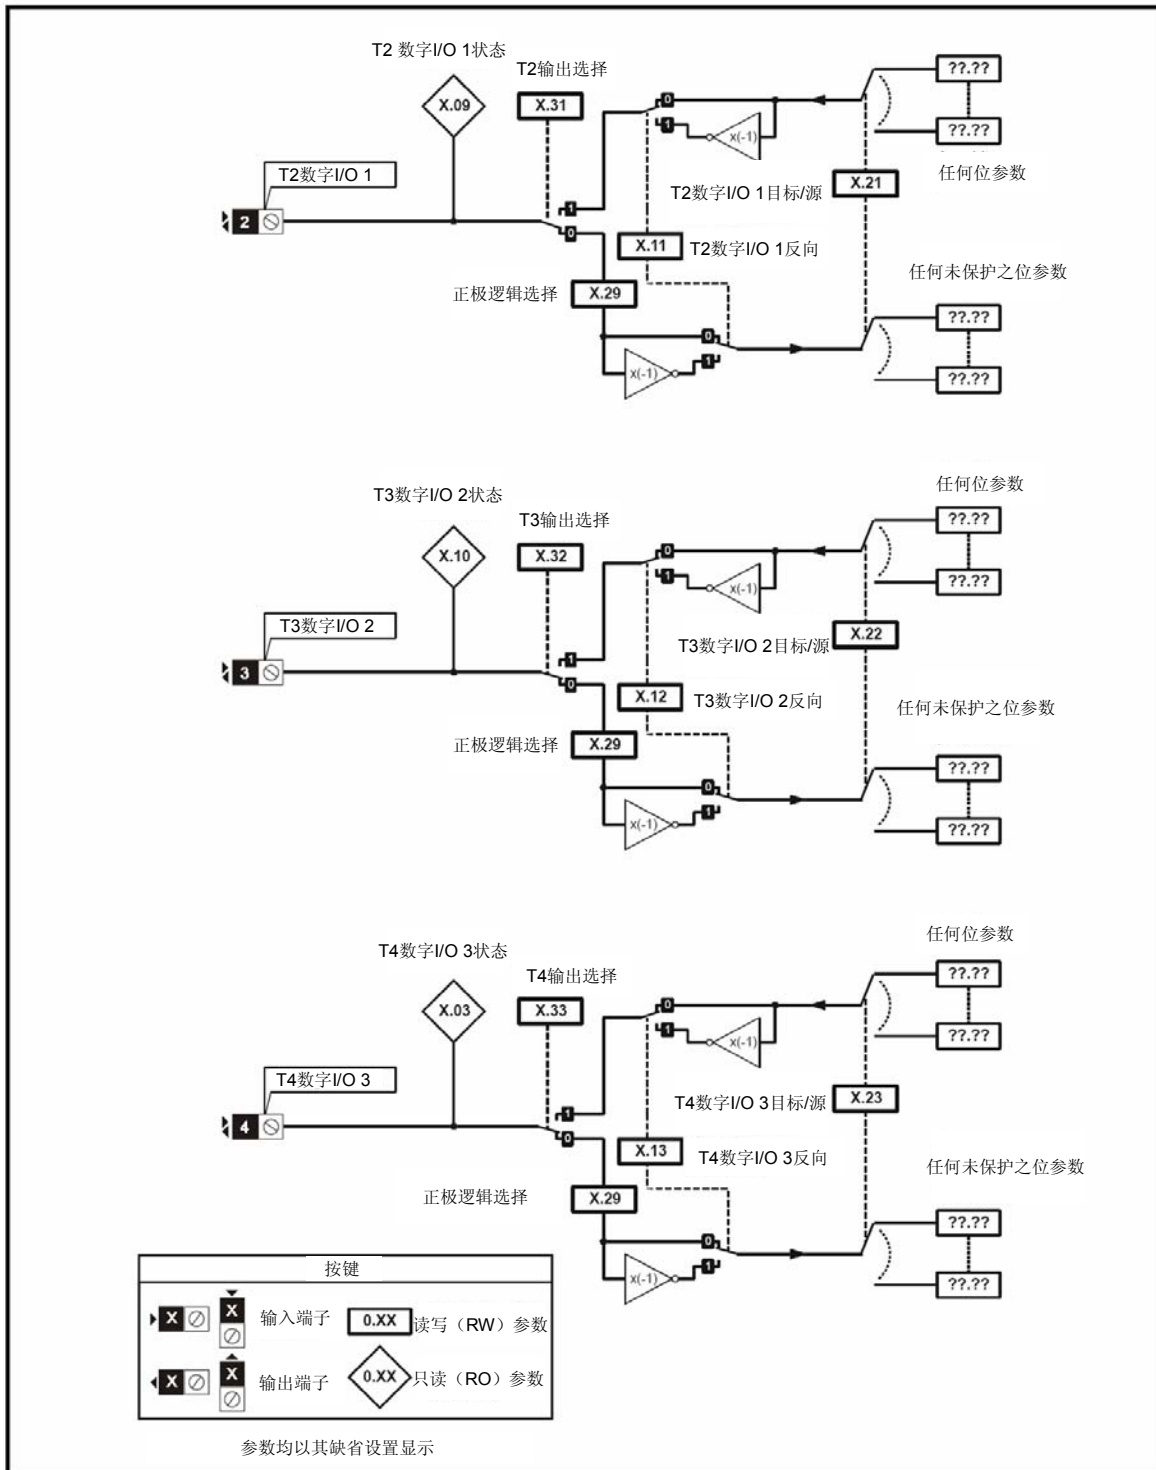 T2 数字I/O 1状态
T2输出选择
X.09
X.31
0
1
x(-1)
??.??
??.??
任何位参数
T2数字I/O 1
T2数字I/O 1目标/源
X.21
2
1
0
X.11
T2数字I/O 1反向
任何未保护之位参数
正极逻辑选择
X.29
0
1
x(-1)
??.??
??.??
任何位参数
T3数字I/O 2状态
T3输出选择
X.10
X.32
0
1
x(-1)
??.??
??.??
T3数字I/O 2
T3数字I/O 2目标/源
X.22
3
1
0
X.12
T3数字I/O 2反向
任何未保护之位参数
正极逻辑选择
X.29
0
1
x(-1)
??.??
??.??
任何位参数
T4数字I/O 3状态
T4输出选择
X.03
X.33
0
1
x(-1)
??.??
??.??
T4数字I/O 3
T4数字I/O 3目标/源
X.23
4
1
0
X.13
T4数字I/O 3反向
任何未保护之位参数
正极逻辑选择
X.29
0
1
x(-1)
??.??
??.??
按键
X
X
输入端子
0.XX
读写（RW）参数
X
X
输出端子
0.XX
只读（RO）参数
参数均以其缺省设置显示